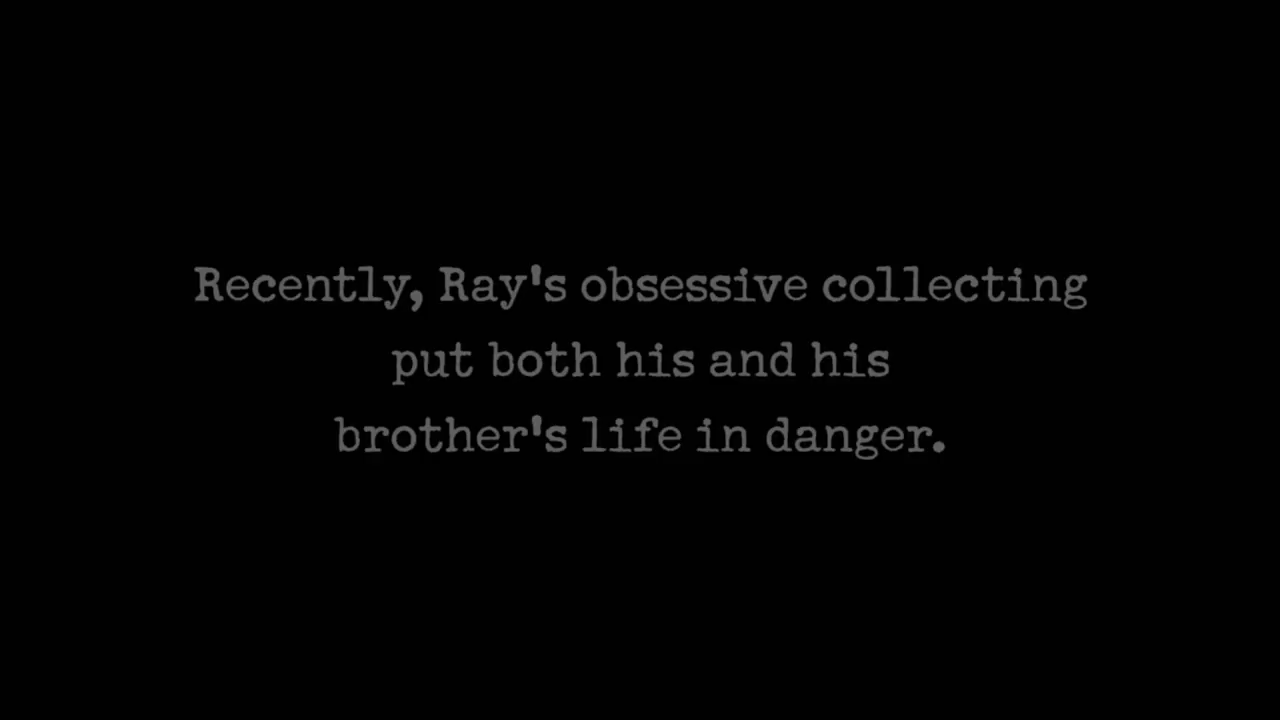 Recently, Ray's obsessive collecting
put both his and his
brother's life in danger.